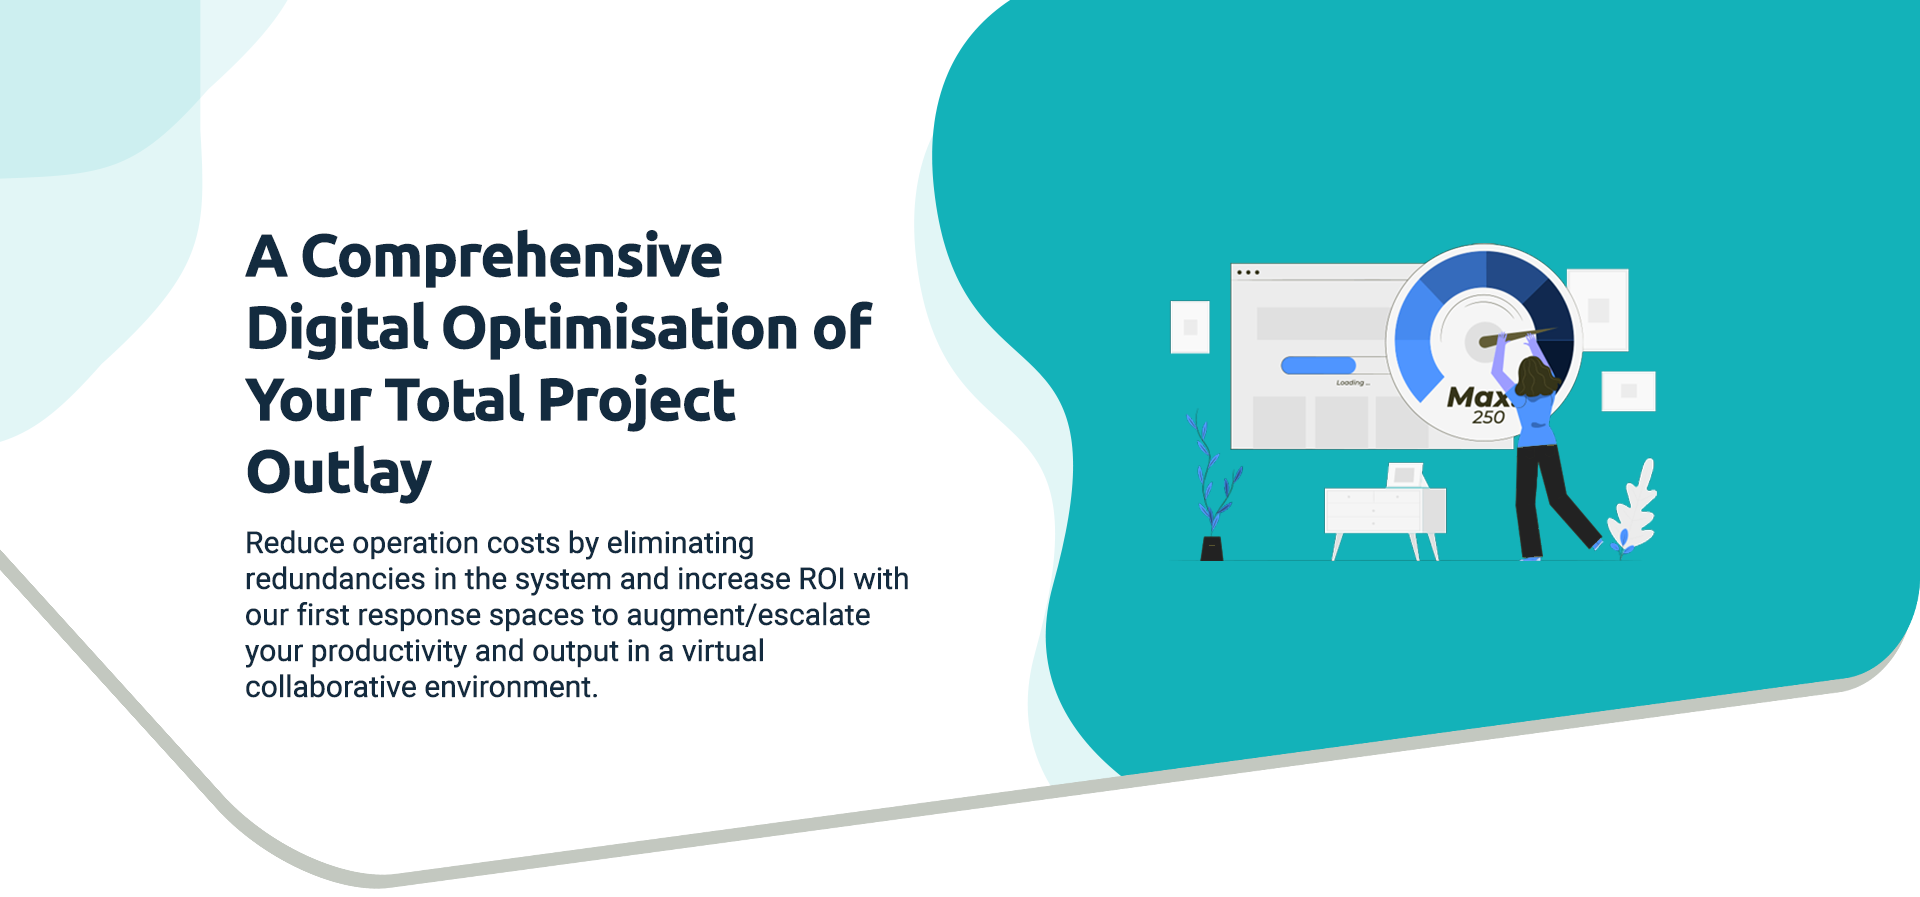 A Comprehensive
Digital Optimisation of
Your Total Project
Outlay
Reduce operation costs by eliminating
redundancies in the system and increase ROI with
our first response spaces to augment/escalate
your productivity and output in a virtual
collaborative environment.
Loading ...
Max.
250